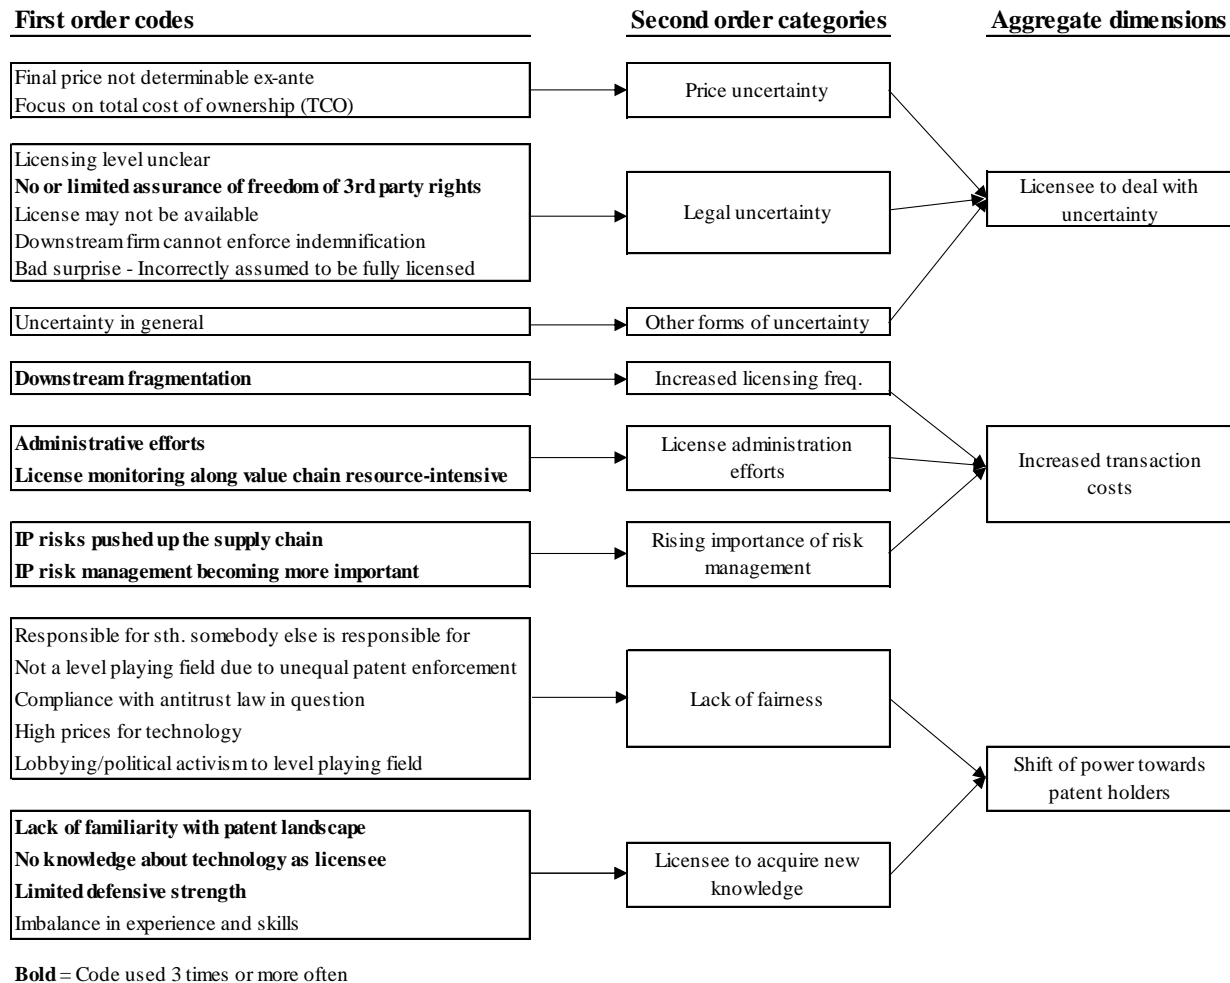 First order codes
Second order categories
Aggregate dimensions
Final price not determinable ex-ante
Focus on total cost of ownership (TCO)
Price uncertainty
Licensing level unclear
No or limited assurance of freedom of 3rd party rights
License may not be available
Downstream firm cannot enforce indemnification
Bad surprise - Incorrectly assumed to be fully licensed
Legal uncertainty
Licensee to deal with
uncertainty
Uncertainty in general
Other forms of uncertainty
Downstream fragmentation
Increased licensing freq.
Administrative efforts
License monitoring along value chain resource-intensive
License administration
efforts
Increased transaction
costs
IP risks pushed up the supply chain
IP risk management becoming more important
Rising importance of risk
management
Responsible for sth. somebody else is responsible for
Not a level playing field due to unequal patent enforcement
Compliance with antitrust law in question
High prices for technology
Lobbying/political activism to level playing field
Lack of fairness
Shift of power towards
patent holders
Lack of familiarity with patent landscape
No knowledge about technology as licensee
Limited defensive strength
Imbalance in experience and skills
Licensee to acquire new
knowledge
Bold = Code used 3 times or more often